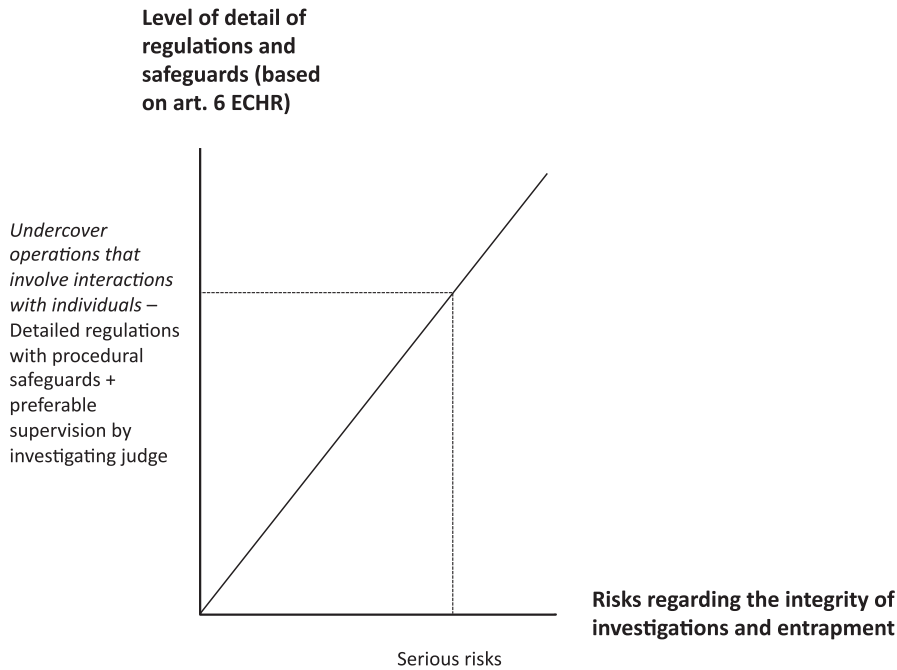 Level of detail of
regulations and
safeguards (based
on art. 6 ECHR)
Undercover
operations that
involve interactions
with individuals –
Detailed regulations
with procedural
safeguards +
preferable
supervision by
investigating judge
Risks regarding the integrity of
investigations and entrapment
Serious risks